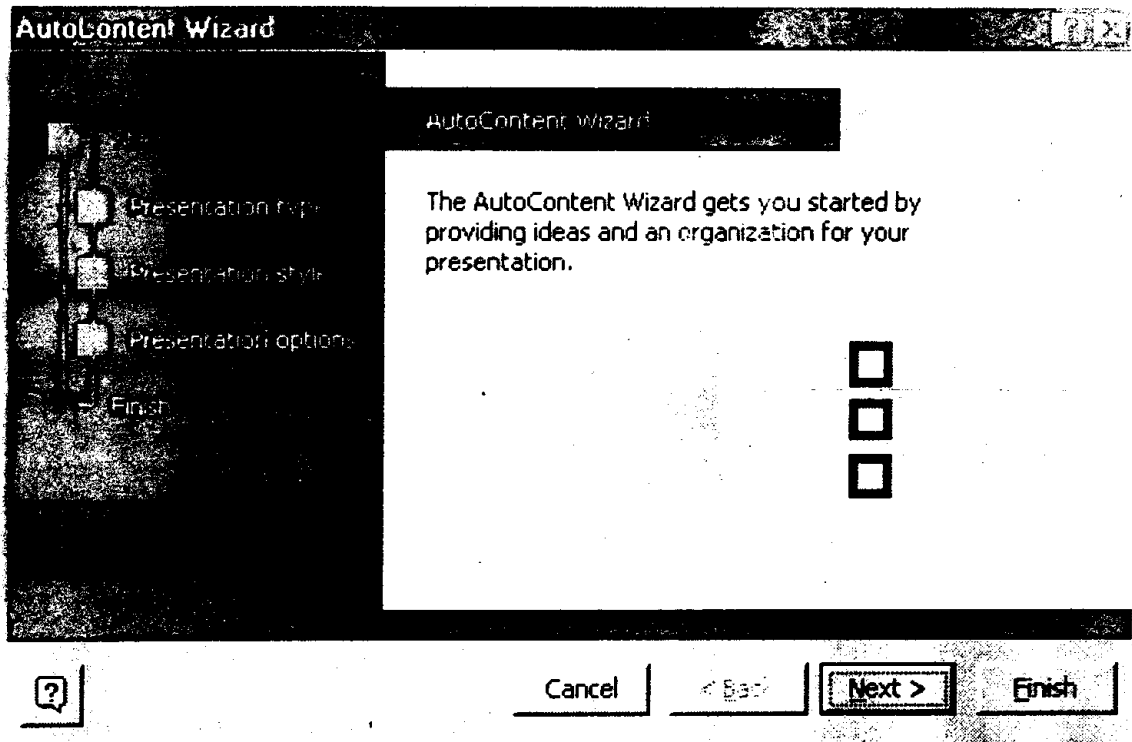 AutoContent Wizard
AutoContent Wizard
Presentation type
Presentation style
Presentation options
Finish
The AutoContent Wizard gets you started by
providing ideas and an organization for your
presentation.
?
Cancel
< Back
Next >
Finish